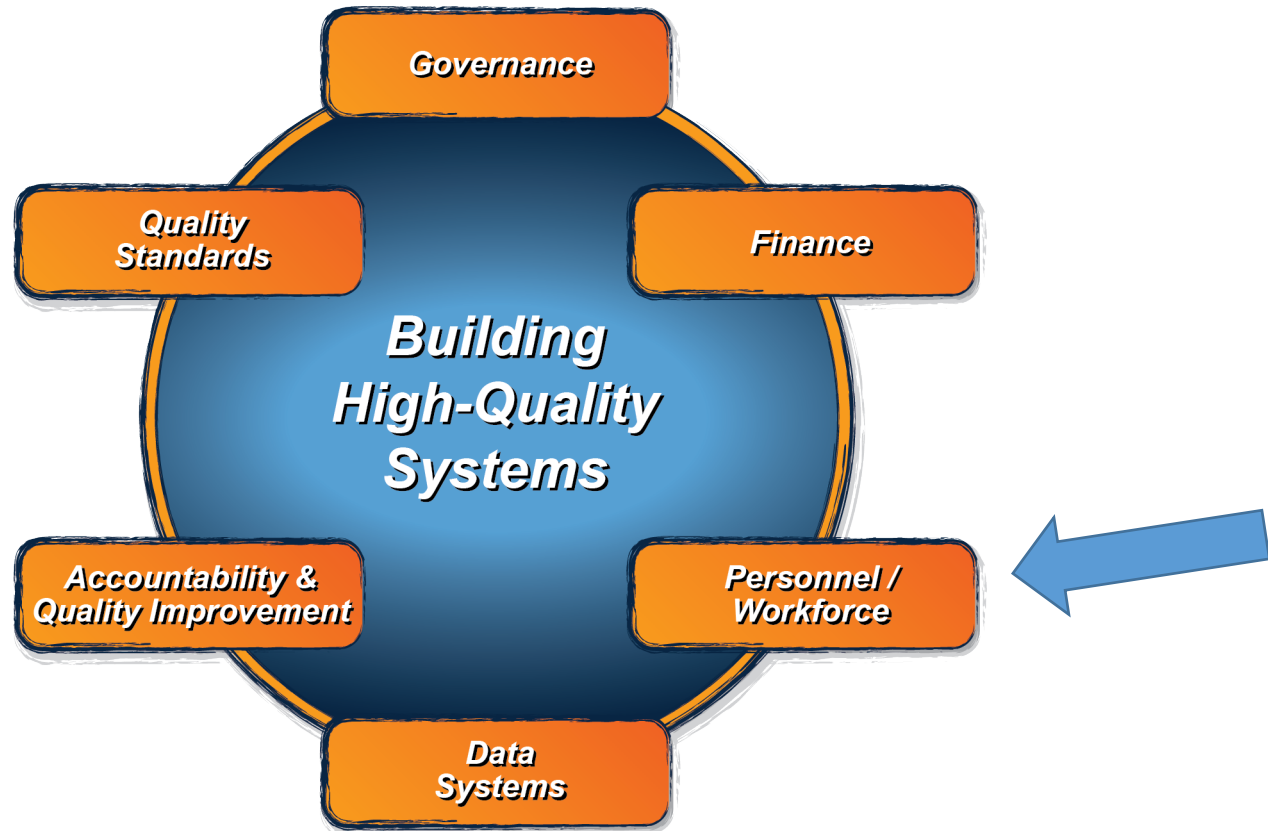 Governance
Quality
Standards
Finance
Building
High-Quality
Systems
Accountability &
Quality Improvement
Personnel /
Workforce
Data
Systems